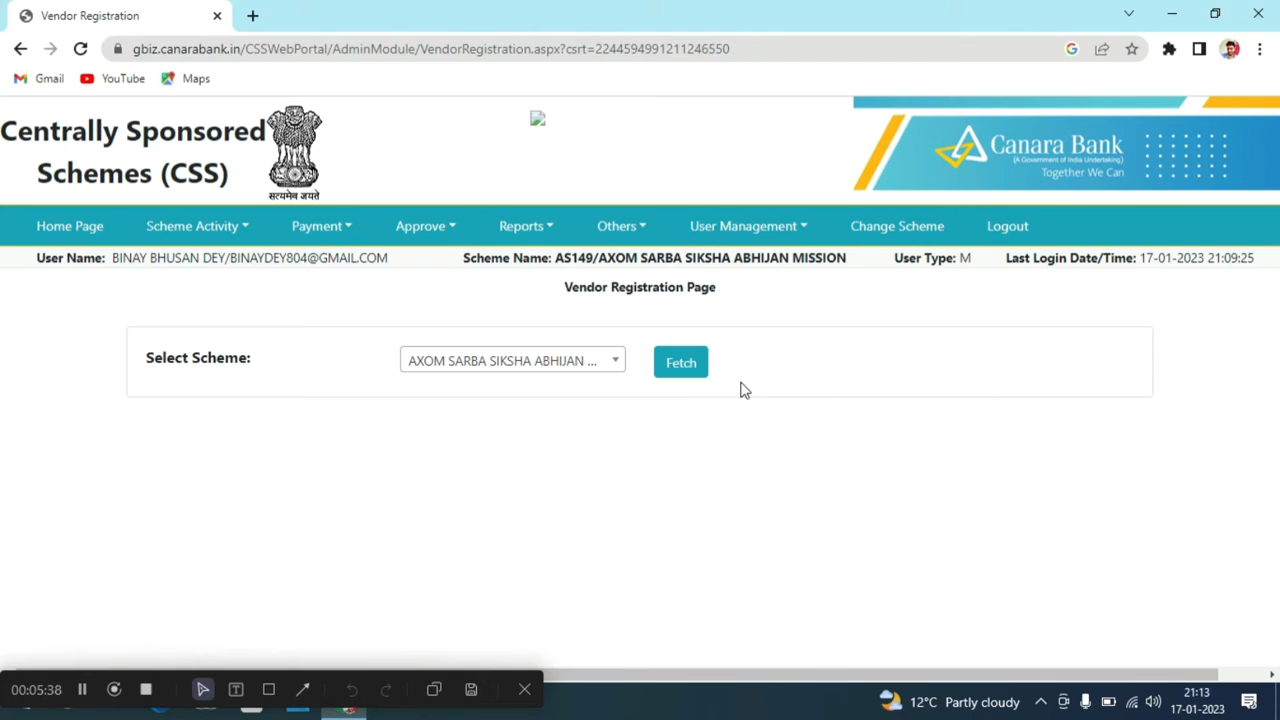 Vendor Registration
gbiz.canarabank.in/CSSWebPortal/AdminModule/VendorRegistration.aspx?csrt=2244594991211246550
Gmail YouTube Maps
Centrally Sponsored
Schemes (CSS)
सत्यमेव जयते
Canara Bank
(A Government of India Undertaking)
Together We Can
Home Page Scheme Activity Payment Approve Reports Others User Management Change Scheme Logout
User Name: BINAY BHUSAN DEY/BINAYDEY804@GMAIL.COM Scheme Name: AS149/AXOM SARBA SIKSHA ABHIJAN MISSION User Type: M Last Login Date/Time: 17-01-2023 21:09:25
Vendor Registration Page
Select Scheme: AXOM SARBA SIKSHA ABHIJAN ... Fetch
00:05:38
12°C Partly cloudy
21:13
17-01-2023